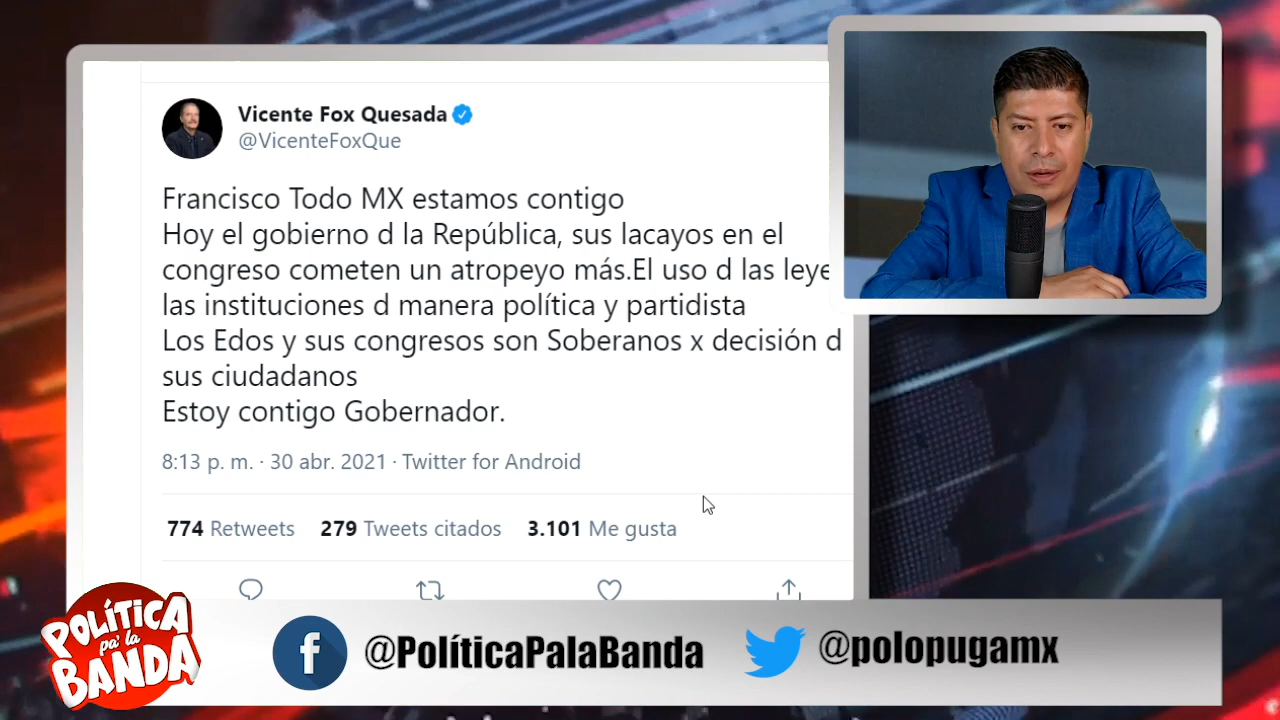 Vicente Fox Quesada
@VicenteFoxQue
Francisco Todo MX estamos contigo
Hoy el gobierno d la República, sus lacayos en el
congreso cometen un atropeyo más.El uso d las leye
las instituciones d manera política y partidista
Los Edos y sus congresos son Soberanos x decisión d
sus ciudadanos
Estoy contigo Gobernador.
8:13 p. m. · 30 abr. 2021 · Twitter for Android
774 Retweets 279 Tweets citados 3.101 Me gusta
POLÍTICA
pa' la
BANDA
@PolíticaPalaBanda
@polopugamx